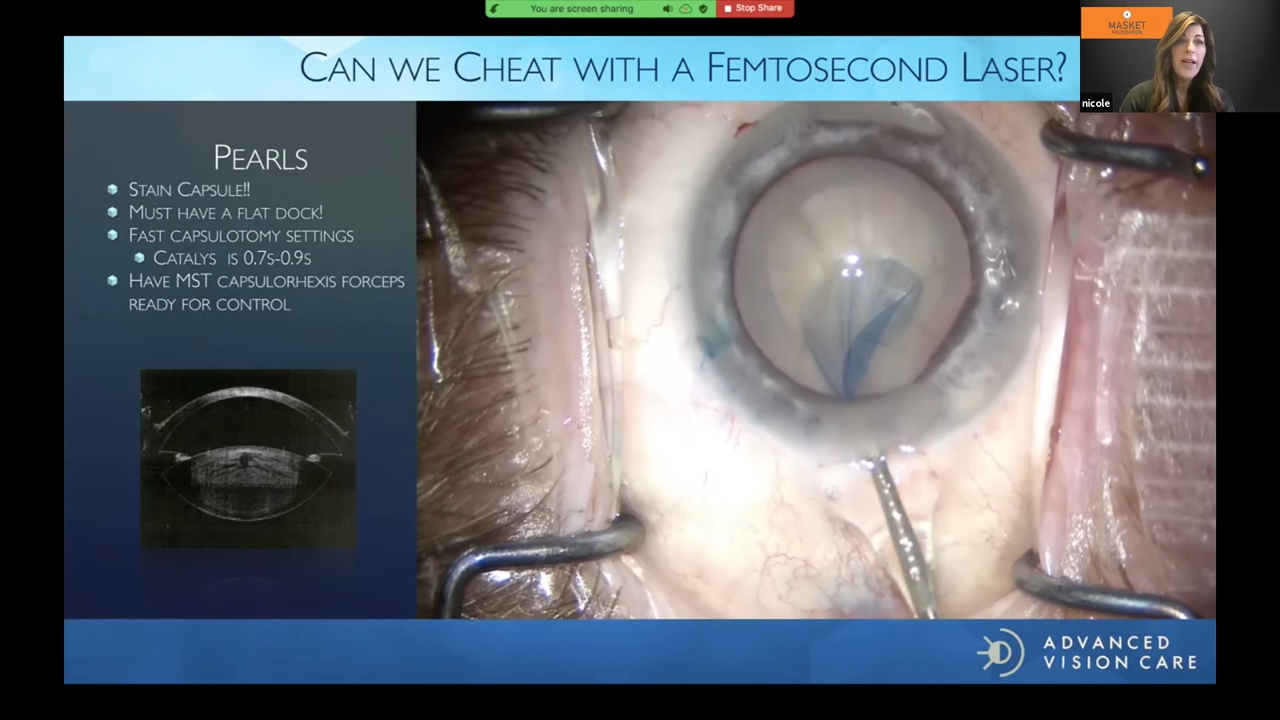 You are screen sharing
Stop Share
MASKET
FOUNDATION
nicole
CAN WE CHEAT WITH A FEMTOSECOND LASER?
PEARLS
STAIN CAPSULE!!
MUST HAVE A FLAT DOCK!
FAST CAPSULOTOMY SETTINGS
CATALYS IS 0.7S-0.9S
HAVE MST CAPSULORHEXIS FORCEPS
READY FOR CONTROL
ADVANCED
VISION CARE